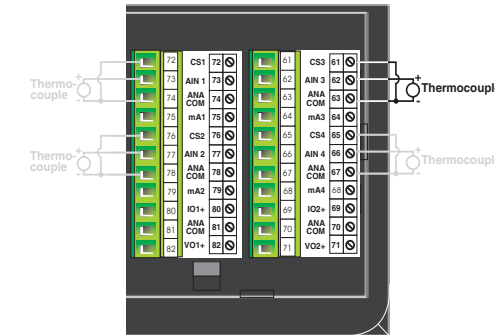 72 CS1 72
73 AIN 1 73
74 ANA COM 74
75 mA1 75
76 CS2 76
77 AIN 2 77
78 ANA COM 78
79 mA2 79
80 IO1+ 80
81 ANA COM 81
82 VO1+ 82
+
Thermo-
couple
-
+
Thermo-
couple
-
61 CS3 61
62 AIN 3 62
63 ANA COM 63
64 mA3 64
65 CS4 65
66 AIN 4 66
67 ANA COM 67
68 mA4 68
69 IO2+ 69
70 ANA COM 70
71 VO2+ 71
+
Thermocoupl
-
+
Thermocoupl
-